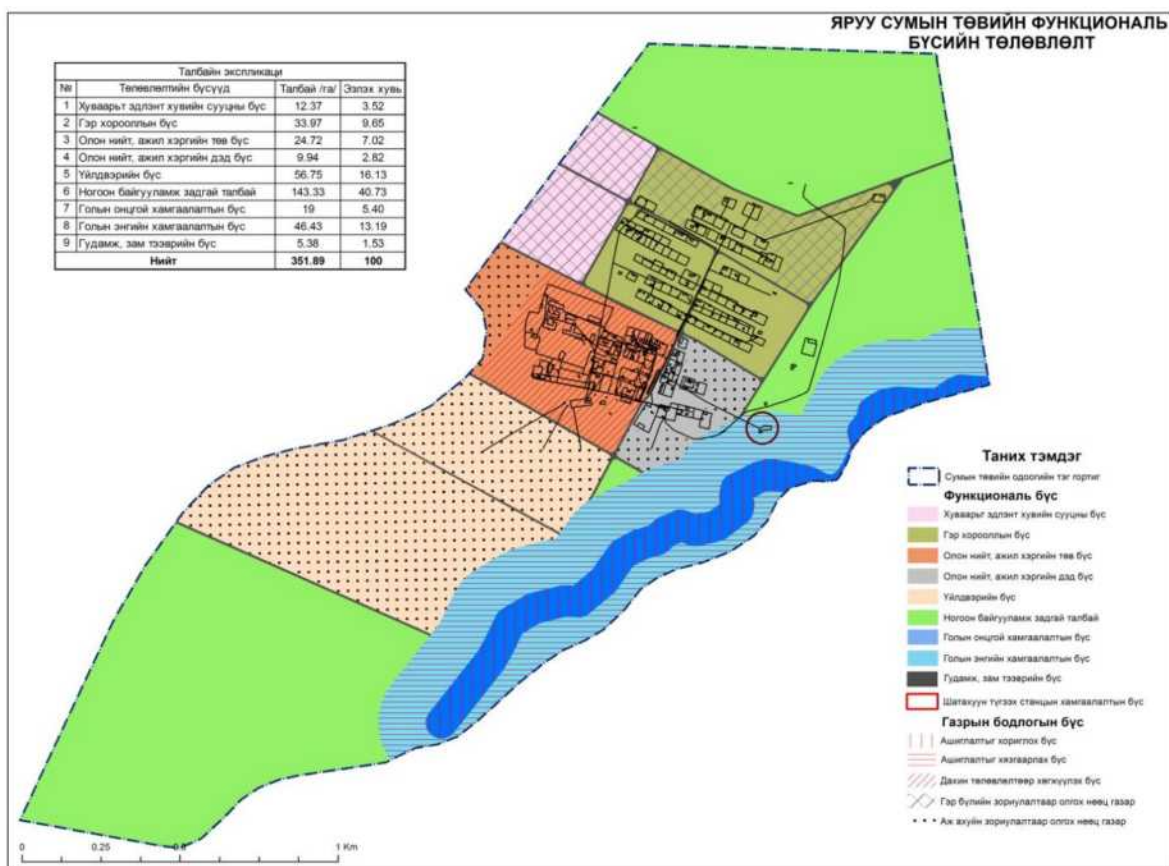 ЯРУУ СУМЫН ТӨВИЙН ФУНКЦИОНАЛЬ
БҮСИЙН ТӨЛӨВЛӨЛТ
Талбайн экспликаци
№ Төлөвлөлтийн бүсүүд Талбай /га/ Эзлэх хувь
1 Хуваарьт эдлэнт хувийн сууцны бүс 12.37 3.52
2 Гэр хорооллын бүс 33.97 9.65
3 Олон нийт, ажил хэргийн төв бүс 24.72 7.02
4 Олон нийт, ажил хэргийн дэд бүс 9.94 2.82
5 Үйлдвэрийн бүс 56.75 16.13
6 Ногоон байгууламж задгай талбай 143.33 40.73
7 Голын онцгой хамгаалалтын бүс 19 5.40
8 Голын энгийн хамгаалалтын бүс 46.43 13.19
9 Гудамж, зам тээврийн бүс 5.38 1.53
Нийт 351.89 100
Таних тэмдэг
Сумын төвийн одоогийн тэг гортиг
Функциональ бүс
Хуваарьт эдлэнт хувийн сууцны бүс
Гэр хорооллын бүс
Олон нийт, ажил хэргийн төв бүс
Олон нийт, ажил хэргийн дэд бүс
Үйлдвэрийн бүс
Ногоон байгууламж задгай талбай
Голын онцгой хамгаалалтын бүс
Голын энгийн хамгаалалтын бүс
Гудамж, зам тээврийн бүс
Шатахуун түгээх станцын хамгаалалтын бүс
Газрын бодлогын бүс
Ашиглалтыг хориглох бүс
Ашиглалтыг хязгаарлах бүс
Дахин төлөвлөлтөөр хөгжүүлэх бүс
Гэр бүлийн зориулалтаар олгох нөөц газар
Аж ахуйн зориулалтаар олгох нөөц газар
0 0.25 0.5 1 Km